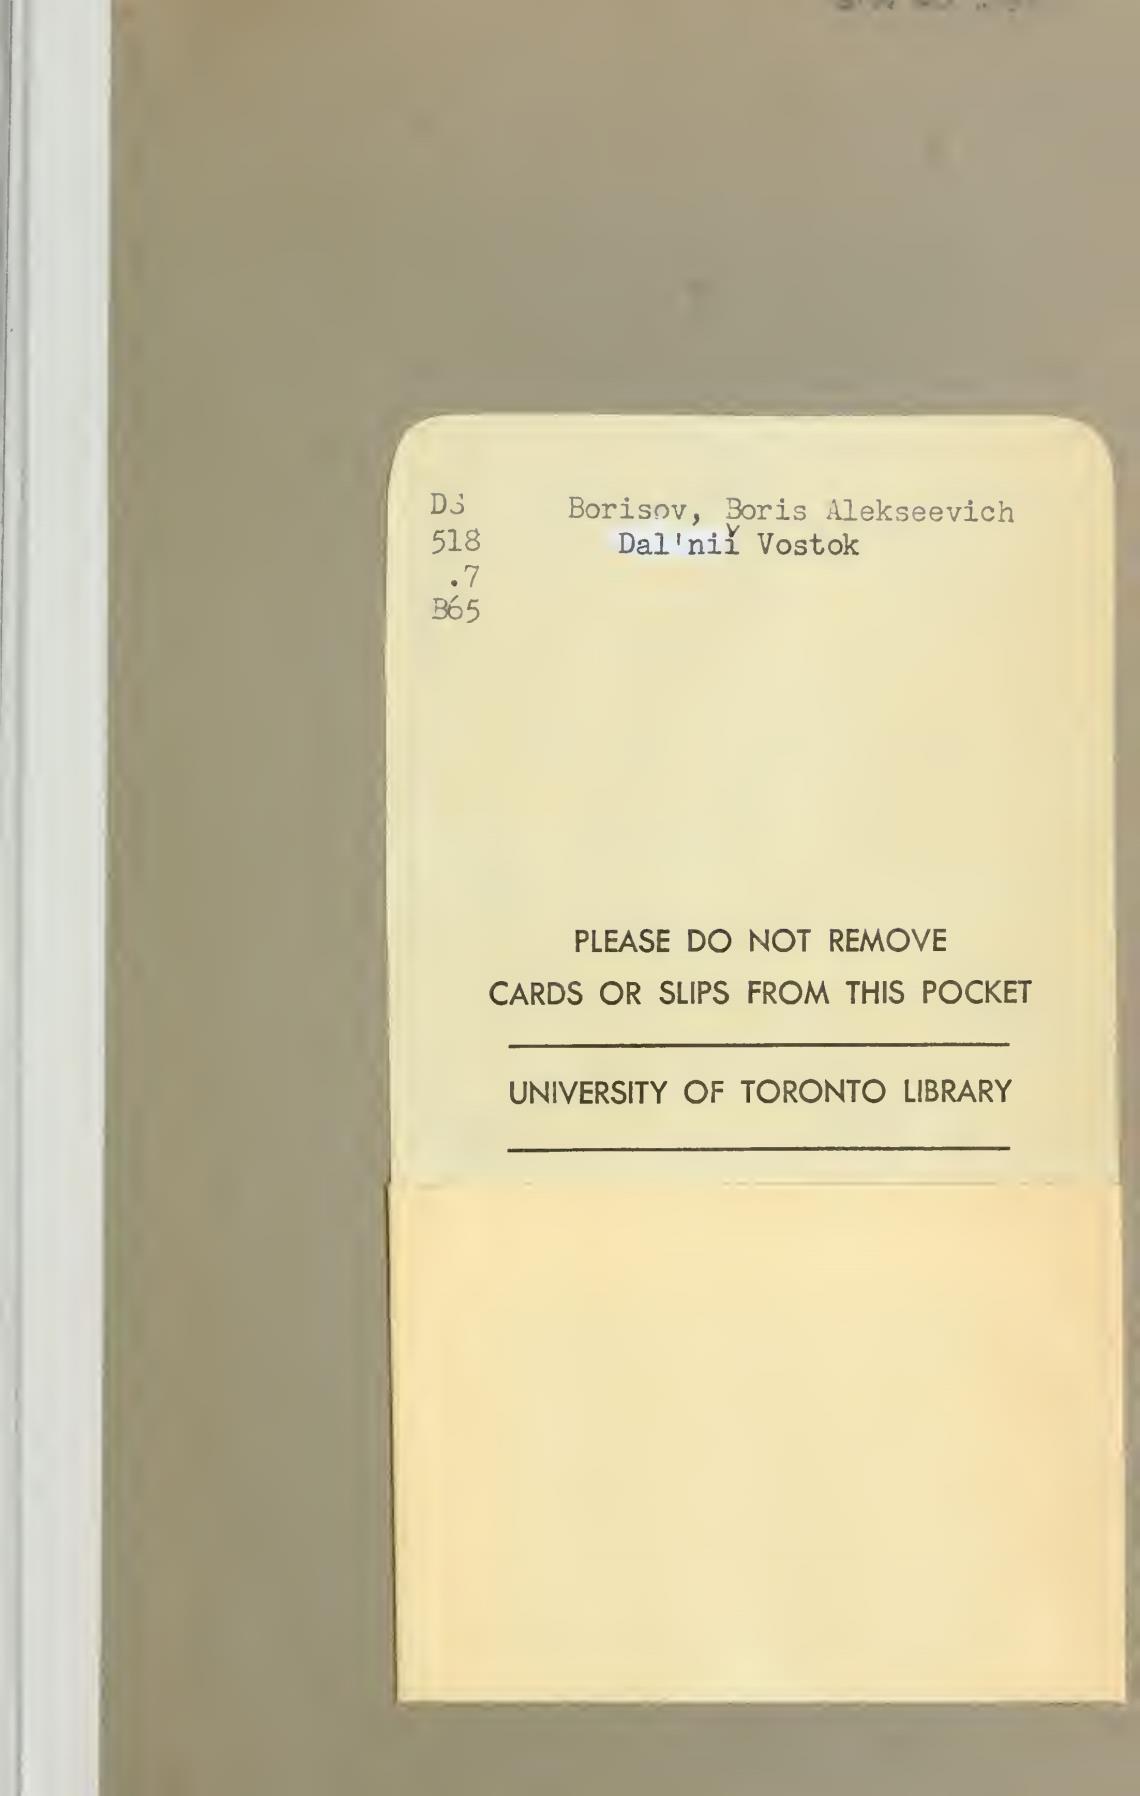 DS Borisov, Boris Alekseevich
518 Dal'niĭ Vostok
.7
B65
PLEASE DO NOT REMOVE
CARDS OR SLIPS FROM THIS POCKET
UNIVERSITY OF TORONTO LIBRARY